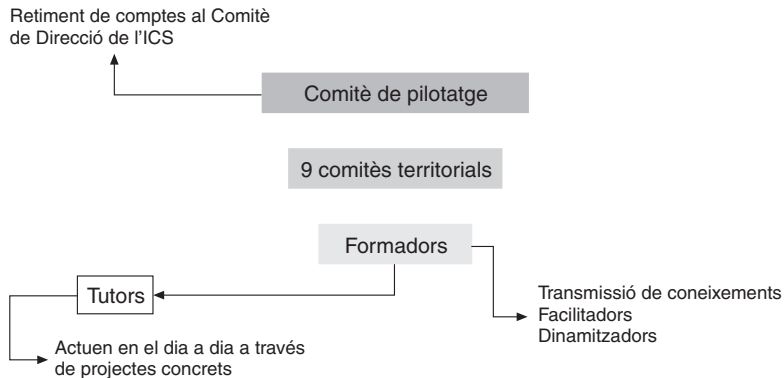 Retiment de comptes al Comitè
de Direcció de l'ICS
Comitè de pilotatge
9 comitès territorials
Formadors
Tutors
Transmissió de coneixements
Facilitadors
Dinamitzadors
Actuen en el dia a dia a través
de projectes concrets